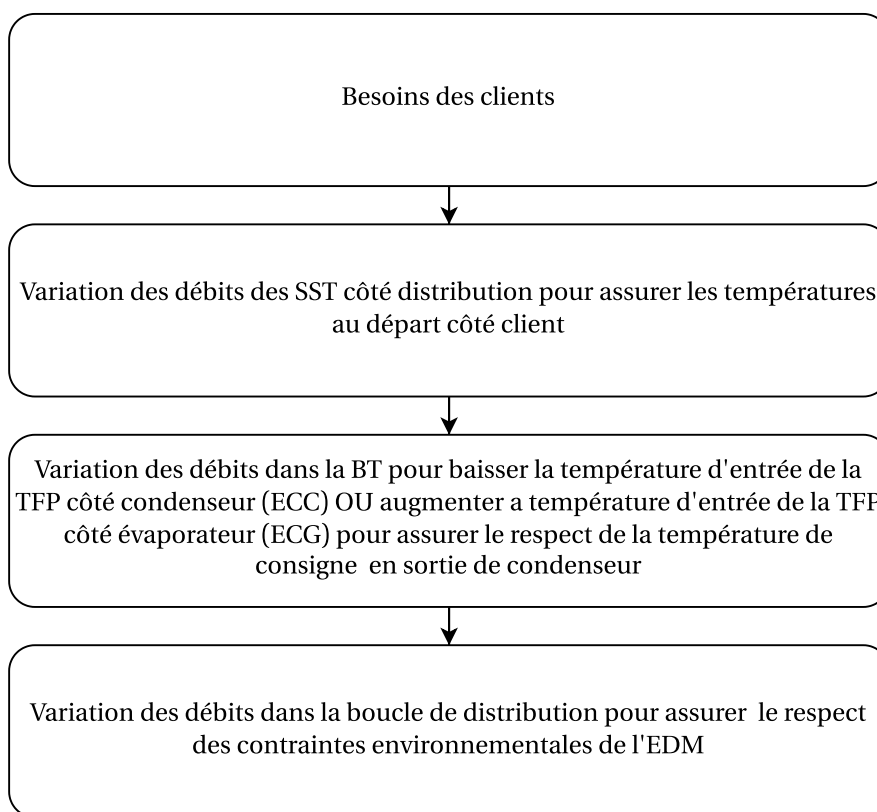 Besoins des clients
Variation des débits des SST côté distribution pour assurer les températures
au départ côté client
Variation des débits dans la BT pour baisser la température d'entrée de la
TFP côté condenseur (ECC) OU augmenter a température d'entrée de la TFP
côté évaporateur (ECG) pour assurer le respect de la température de
consigne en sortie de condenseur
Variation des débits dans la boucle de distribution pour assurer le respect
des contraintes environnementales de l'EDM